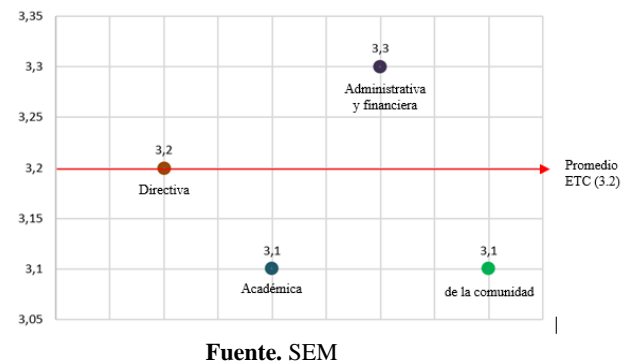 3,35
3,3
3,25
3,2
3,15
3,1
3,05
3,3
Administrativa
y financiera
3,2
Directiva
Promedio
ETC (3.2)
3,1
Académica
3,1
de la comunidad
Fuente. SEM